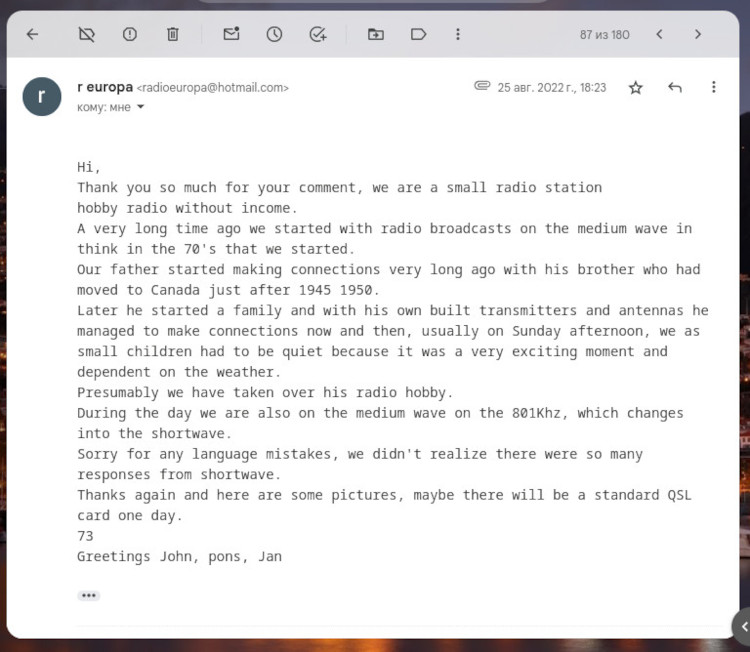 87 из 180
r
r europa <radioeuropa@hotmail.com>
25 авг. 2022 г., 18:23
кому: мне
Hi,
Thank you so much for your comment, we are a small radio station
hobby radio without income.
A very long time ago we started with radio broadcasts on the medium wave in
think in the 70's that we started.
Our father started making connections very long ago with his brother who had
moved to Canada just after 1945 1950.
Later he started a family and with his own built transmitters and antennas he
managed to make connections now and then, usually on Sunday afternoon, we as
small children had to be quiet because it was a very exciting moment and
dependent on the weather.
Presumably we have taken over his radio hobby.
During the day we are also on the medium wave on the 801Khz, which changes
into the shortwave.
Sorry for any language mistakes, we didn't realize there were so many
responses from shortwave.
Thanks again and here are some pictures, maybe there will be a standard QSL
card one day.
73
Greetings John, pons, Jan